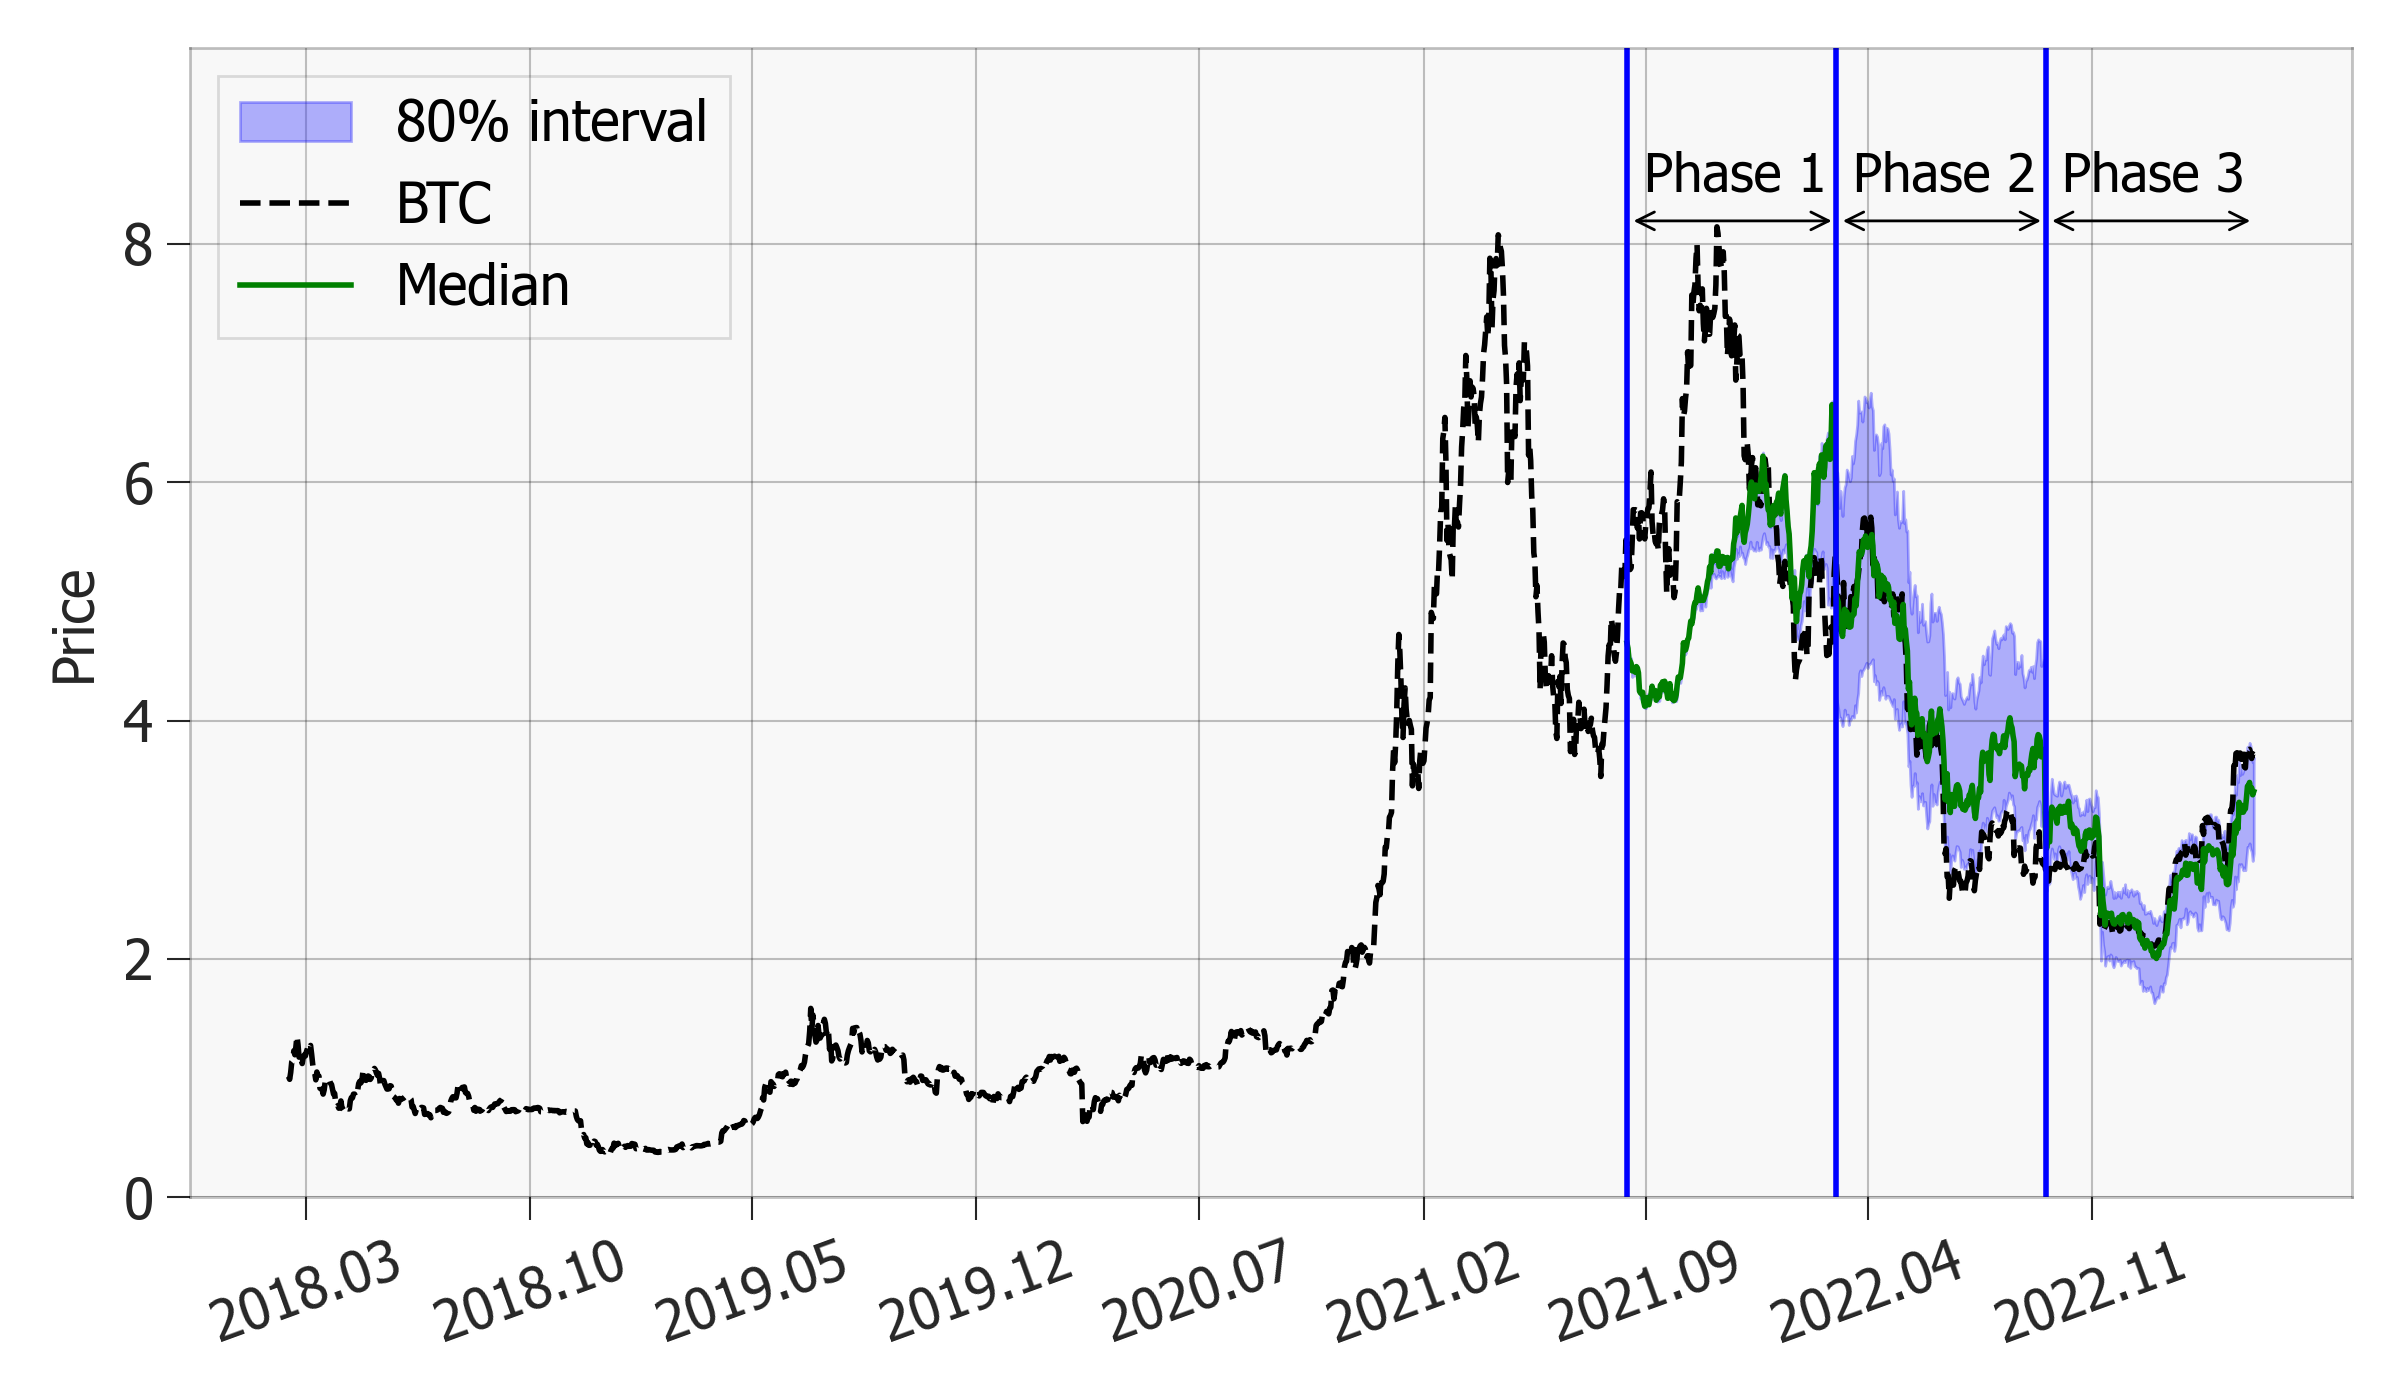 80% interval
BTC
Median
Phase 1
Phase 2
Phase 3
8
6
4
2
0
Price
2018.03
2018.10
2019.05
2019.12
2020.07
2021.02
2021.09
2022.04
2022.11